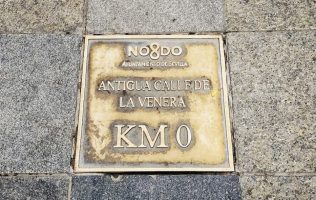 NO8DO
AYUNTAMIENTO DE SEVILLA
ANTIGUA CALLE DE
LA VENERA
KM 0